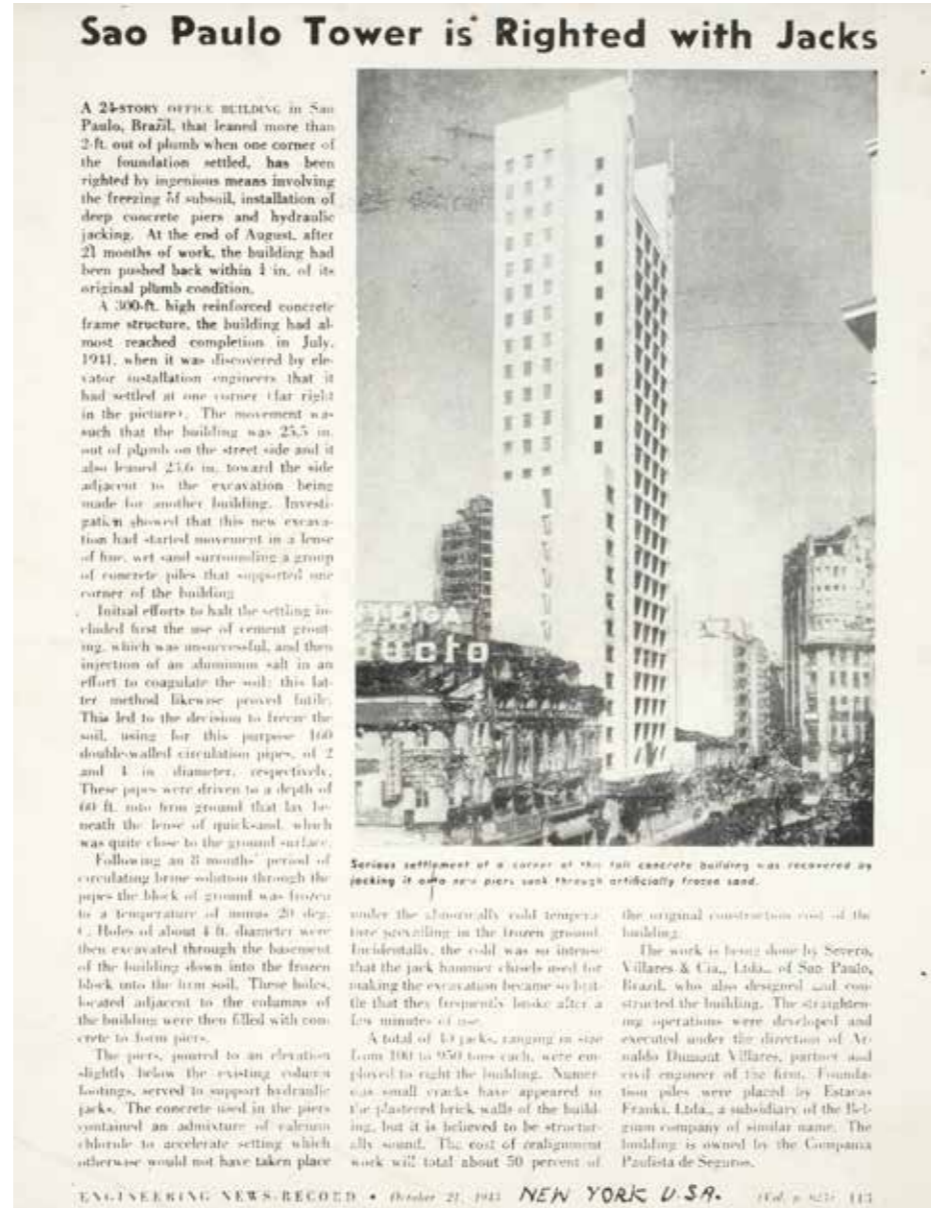 Sao Paulo Tower is Righted with Jacks
A 24-STORY OFFICE BUILDING in Sao
Paulo, Brazil, that leaned more than
2-ft. out of plumb when one corner of
the foundation settled, has been
righted by ingenious means involving
the freezing of subsoil, installation of
deep concrete piers and hydraulic
jacking. At the end of August, after
months of work, the building had
been pushed back within in. of its
original plumb condition.
A 300-ft. high reinforced concrete
frame structure, the building had al-
most reached completion in July,
1941, when it was discovered by ele-
vator installation engineers that it
had settled at one corner (far right
in the picture). The movement was
such that the building was 25.5 in.
out of plumb on the street side and it
also leaned 23.6 in. toward the side
adjacent to the excavation being
made for another building. Investi-
gation showed that this new excava-
tion had started movement in a lense
of fine, wet sand surrounding a group
of concrete piles that supported one
corner of the building
Initial efforts to halt the settling in-
cluded first the use of cement grout-
ing, which was unsuccessful, and then
injection of an aluminum salt in an
effort to coagulate the soil; this lat-
ter method likewise proved futile.
This led to the decision to freeze the
soil, using for this purpose 160
double-walled circulation pipes, of 2
and 4 in diameter, respectively.
These pipes were driven to a depth of
60 ft. into firm ground that lay be-
neath the lense of quicksand, which
was quite close to the ground surface.
Following an 8 months' period of
circulating brine solution through the
pipes the block of ground was frozen
to a temperature of minus 20 deg.
C. Holes of about 4 ft. diameter were
then excavated through the basement
of the building down into the frozen
block into the firm soil. These holes,
located adjacent to the columns of
the building were then filled with con-
crete to form piers.
The piers, poured to an elevation
slightly below the existing column
footings, served to support hydraulic
jacks. The concrete used in the piers
contained an admixture of calcium
chloride to accelerate setting which
otherwise would not have taken place
acto
Serious settlement of a corner of this tall concrete building was recovered by
jacking it onto new piers sunk through artificially frozen sand.
under the abnormally cold tempera-
ture prevailing in the frozen ground.
Incidentally, the cold was so intense
that the jack hammer chisels used for
making the excavation became so brit-
tle that they frequently broke after a
few minutes of use.
A total of jacks, ranging in size
from 100 to 950 tons each, were em-
ployed to right the building. Numer-
ous small cracks have appeared in
the plastered brick walls of the build-
ing, but it is believed to be structur-
ally sound. The cost of realignment
work will total about 50 percent of
the original construction cost of the
building.
The work is being done by Severo,
Villares & Cia., Ltda., of Sao Paulo,
Brazil, who also designed and con-
structed the building. The straighten-
ing operations were developed and
executed under the direction of Ar-
naldo Dumont Villares, partner and
civil engineer of the firm. Founda-
tion piles were placed by Estacas
Franki, Ltda., a subsidiary of the Bel-
gium company of similar name. The
building is owned by the Compania
Paulista de Seguros.
ENGINEERING NEWS-RECORD • October 21, 1943 NEW YORK U.S.A. (Vol. p. 625) 113